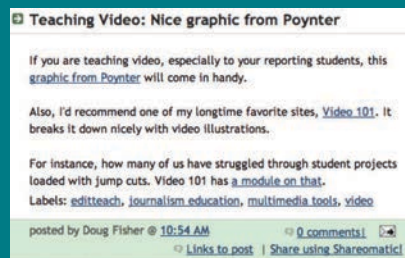 Teaching Video: Nice graphic from Poynter
If you are teaching video, especially to your reporting students, this
graphic from Poynter will come in handy.
Also, I'd recommend one of my longtime favorite sites, Video 101. It
breaks it down nicely with video illustrations.
For instance, how many of us have struggled through student projects
loaded with jump cuts. Video 101 has a module on that.
Labels: editteach, journalism education, multimedia tools, video
posted by Doug Fisher @ 10:54 AM 0 comments!
Links to post | Share using Shareomatic!